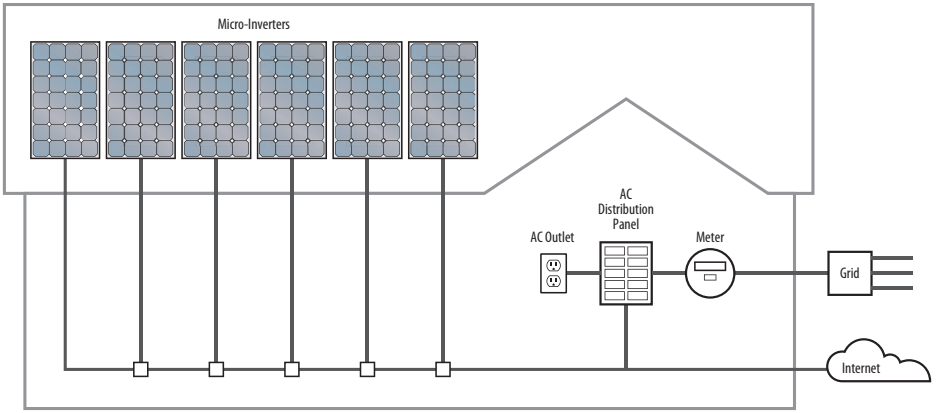 Micro-Inverters
AC
Distribution
Panel
AC Outlet
Meter
Grid
Internet